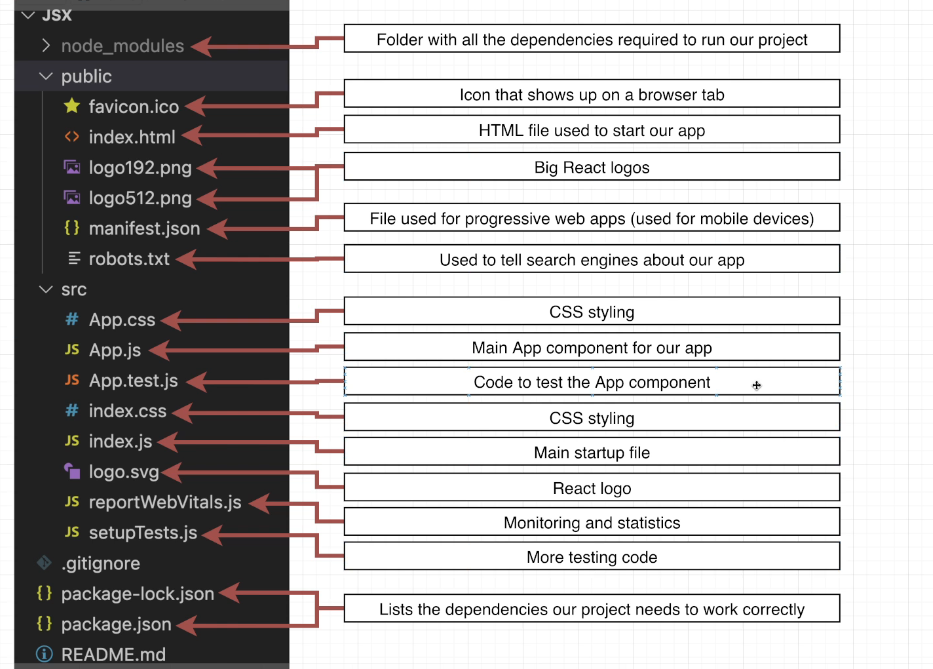 JSX
node_modules
Folder with all the dependencies required to run our project
public
favicon.ico
Icon that shows up on a browser tab
index.html
HTML file used to start our app
logo192.png
Big React logos
logo512.png
manifest.json
File used for progressive web apps (used for mobile devices)
robots.txt
Used to tell search engines about our app
src
# App.css
CSS styling
JS App.js
Main App component for our app
JS App.test.js
Code to test the App component
# index.css
CSS styling
JS index.js
Main startup file
logo.svg
React logo
JS reportWebVitals.js
Monitoring and statistics
JS setupTests.js
More testing code
.gitignore
{} package-lock.json
Lists the dependencies our project needs to work correctly
{} package.json
README.md